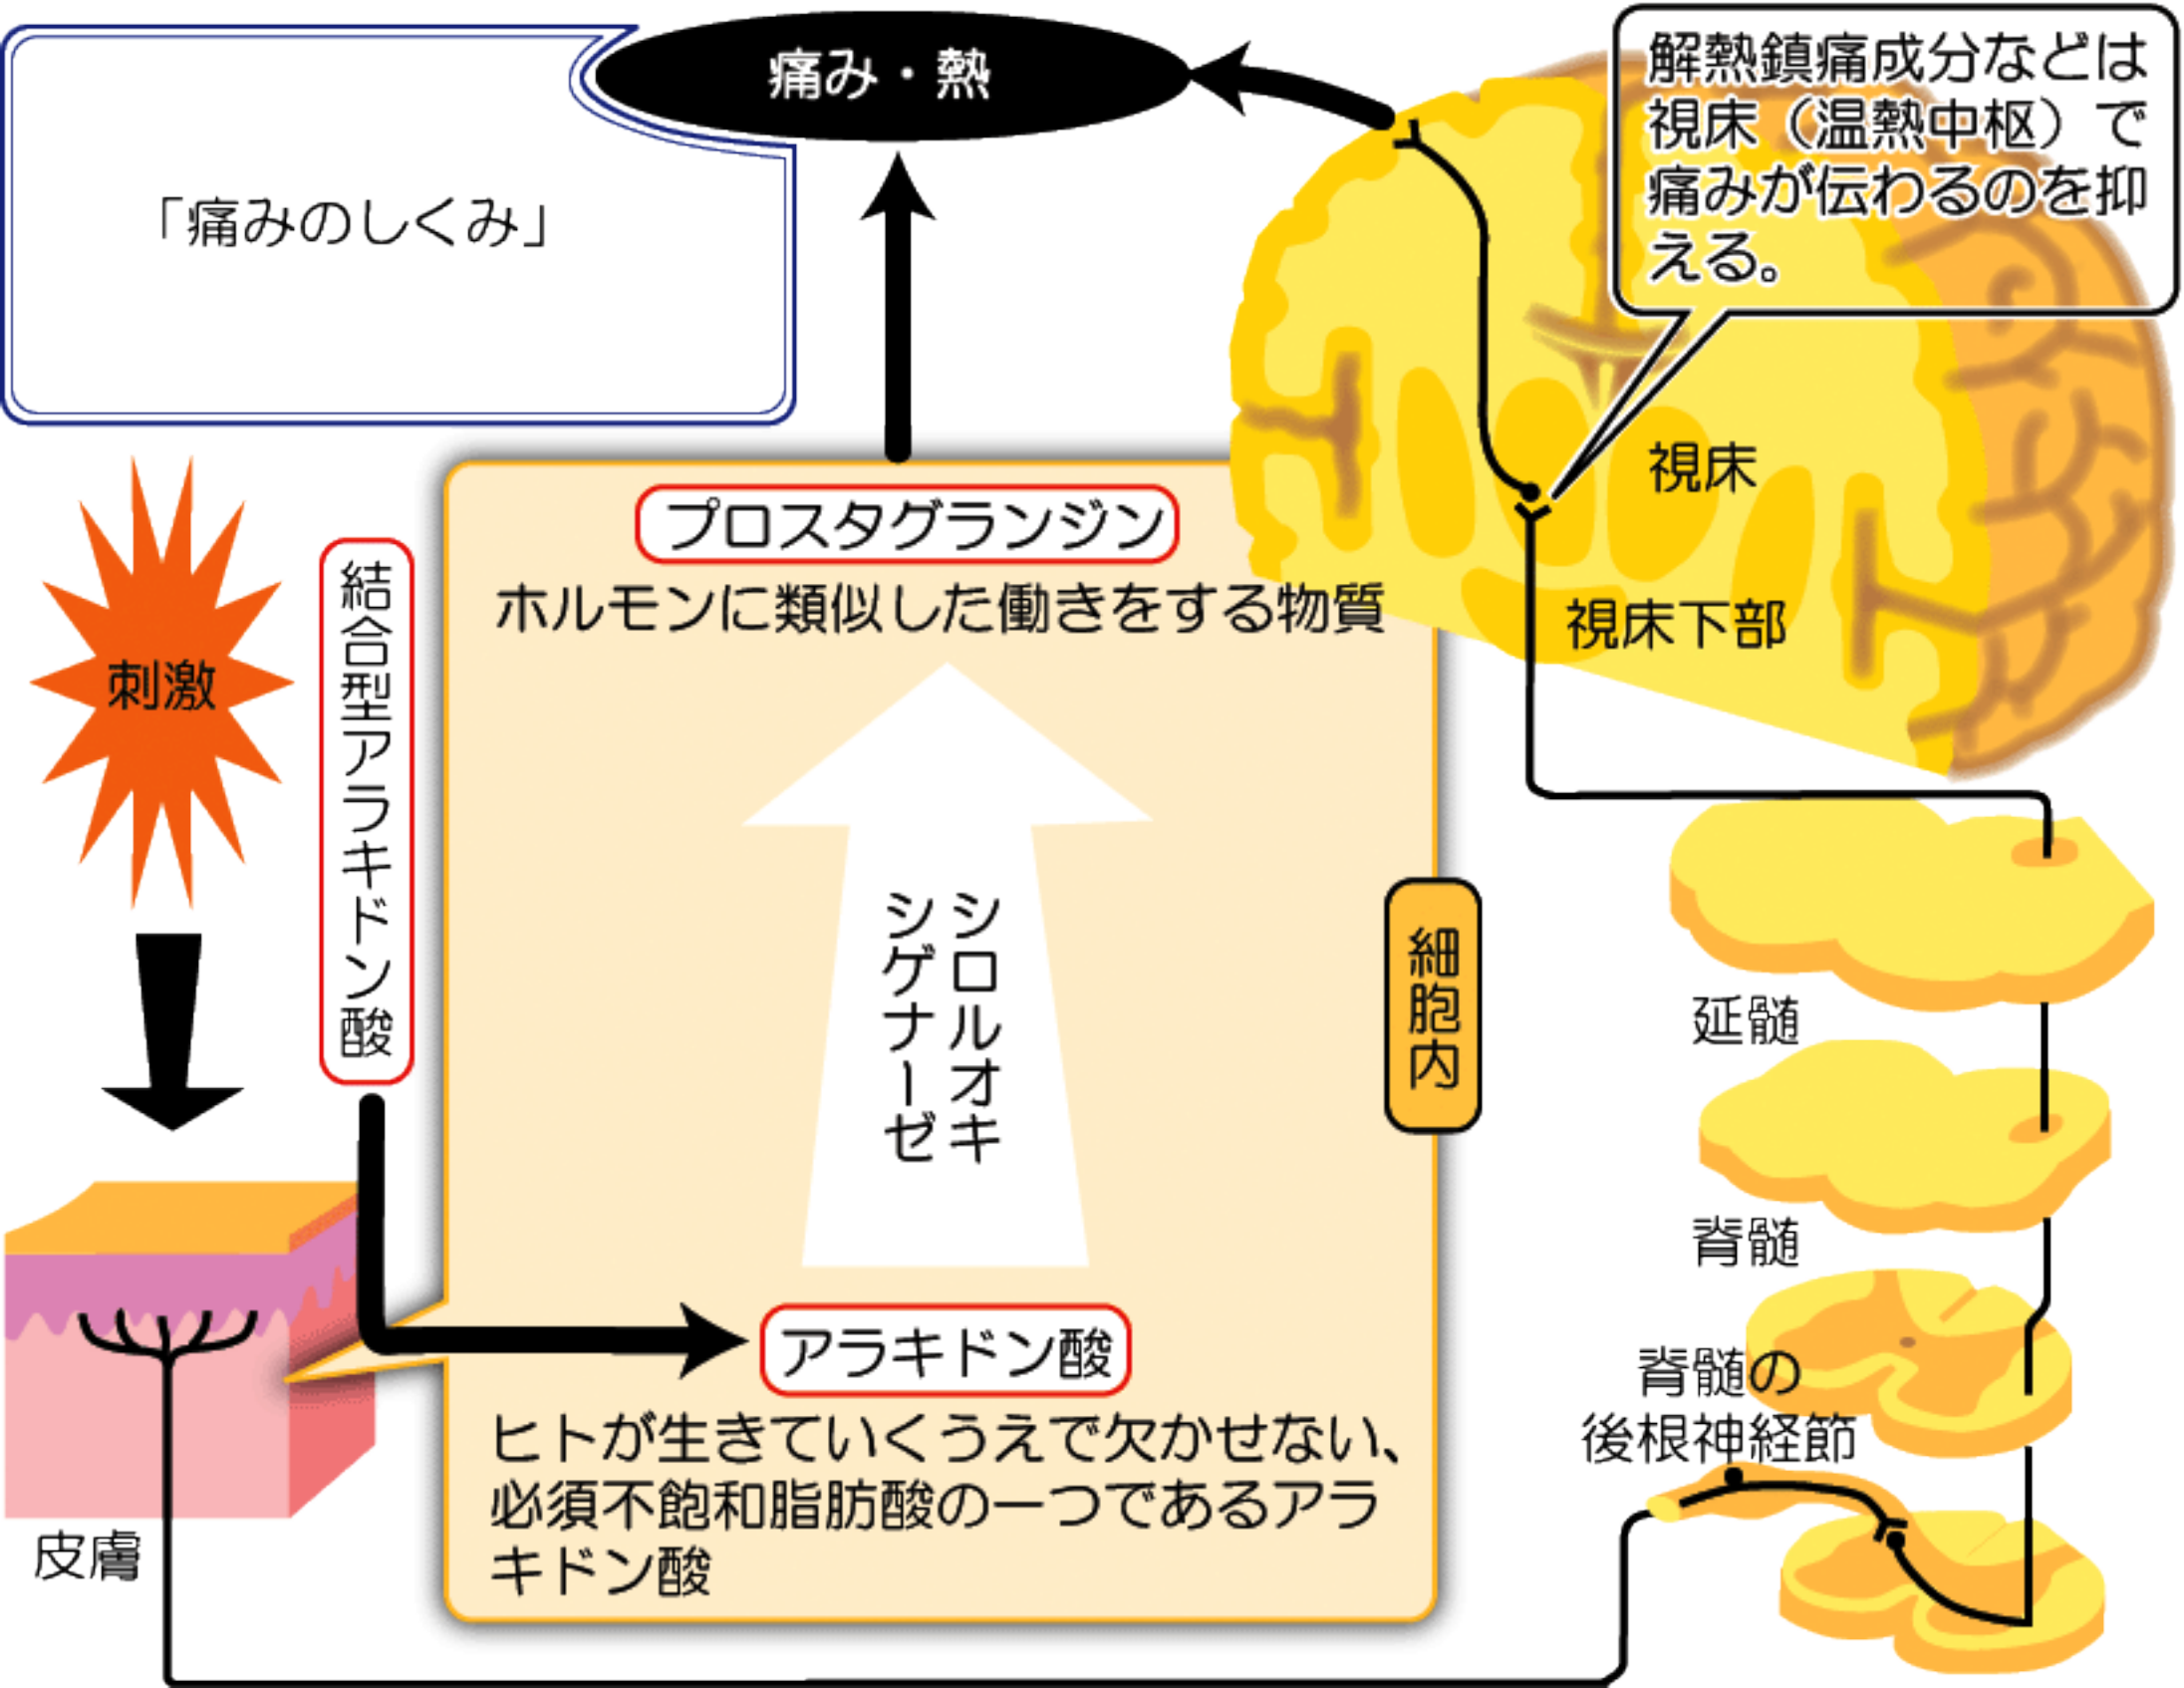 痛み・熱
「痛みのしくみ」
解熱鎮痛成分などは
視床（温熱中枢）で
痛みが伝わるのを抑
える。
視床
視床下部
刺激
結合型アラキドン酸
プロスタグランジン
ホルモンに類似した働きをする物質
シロルオキ
シゲナーゼ
細胞内
アラキドン酸
ヒトが生きていくうえで欠かせない、
必須不飽和脂肪酸の一つであるアラ
キドン酸
皮膚
延髄
脊髄
脊髄の
後根神経節